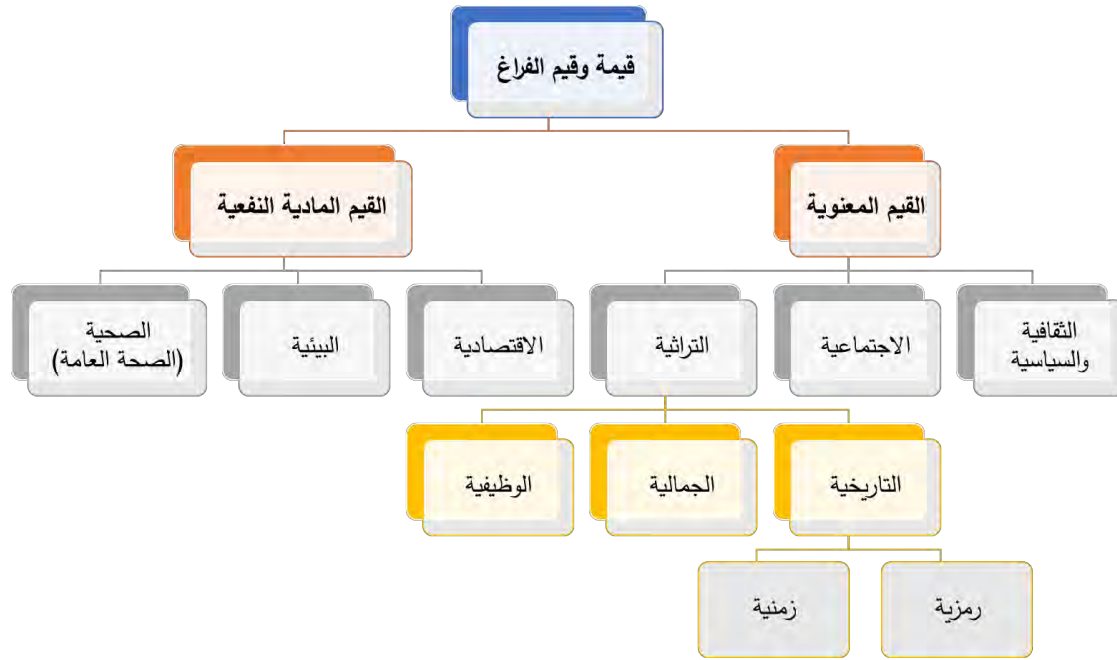 قيمة وقيم الفراغ
القيم المعنوية
القيم المادية النفعية
الثقافية
والسياسية
الاجتماعية
التراثية
الاقتصادية
البيئية
الصحية
(الصحة العامة)
التاريخية
الجمالية
الوظيفية
رمزية
زمنية